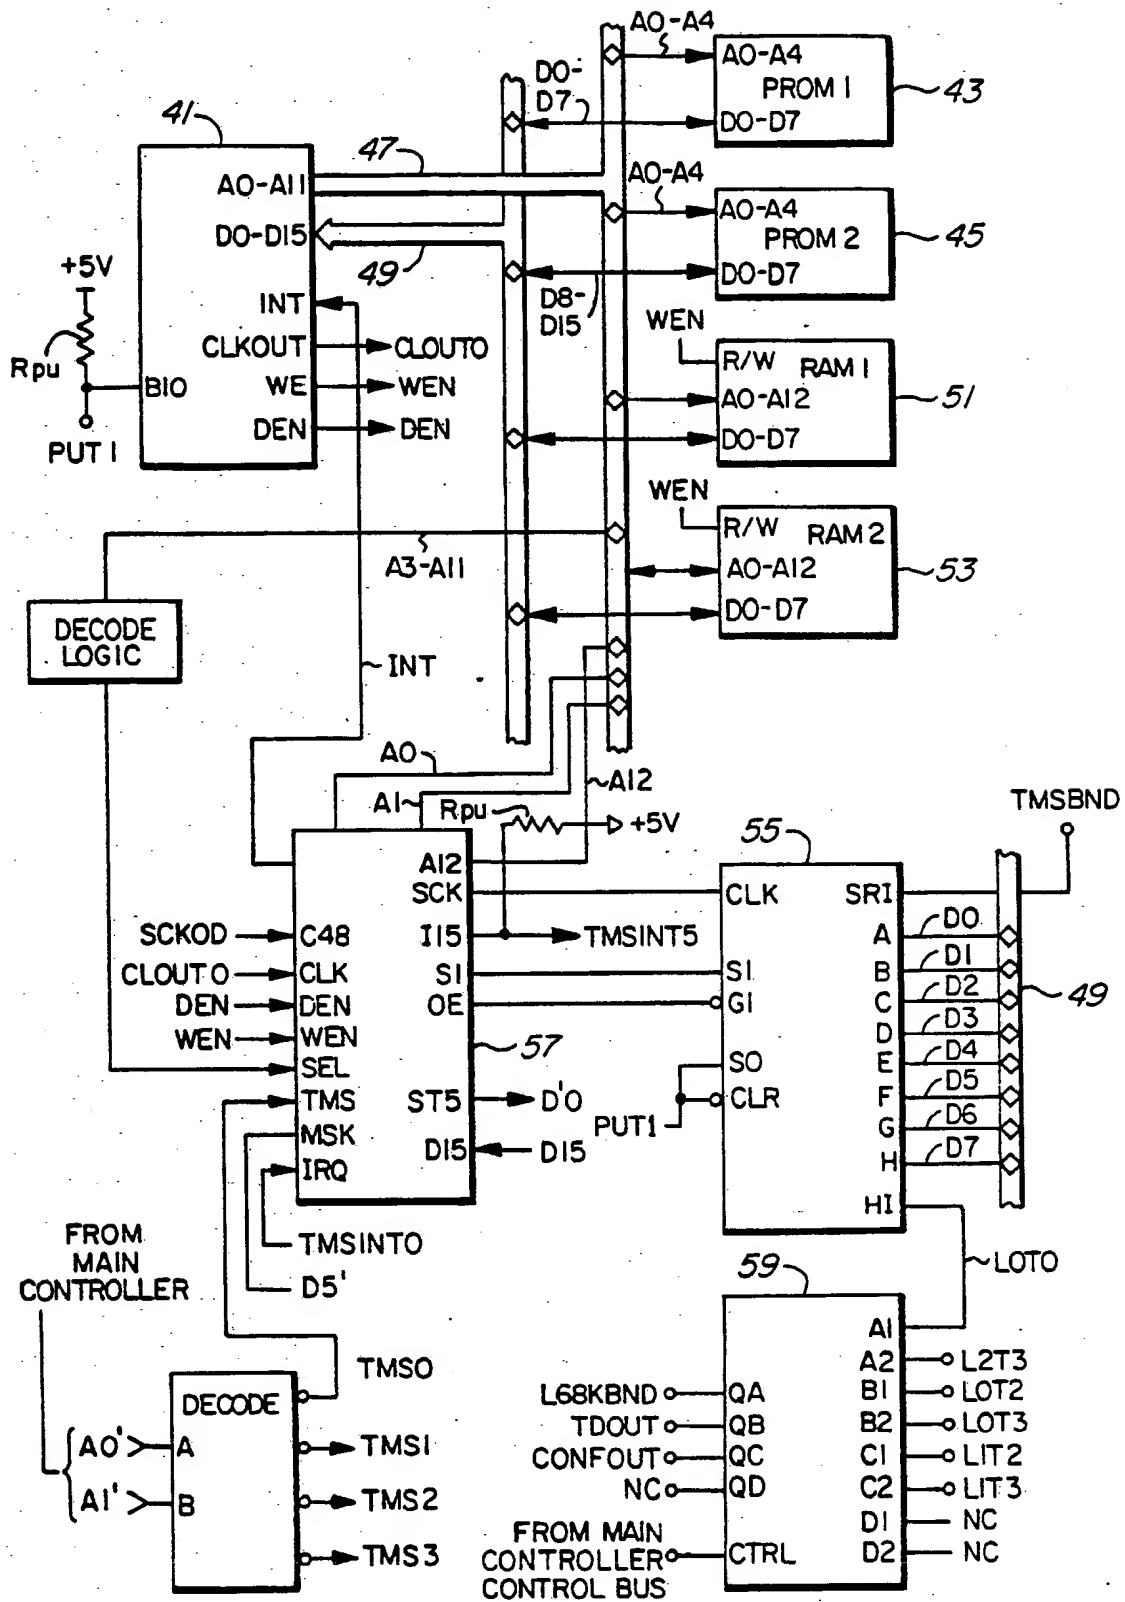 A0-A4
A0-A4
PROM 1
D0-D7
43
D0-
D7
41
A0-A11
47
D0-D15
49
INT
CLKOUT
CLOUT0
WE
WEN
DEN
DEN
BIO
+5V
Rpu
PUT 1
A0-A4
A0-A4
PROM 2
D0-D7
45
D8-
D15
WEN
R/W
RAM 1
A0-A12
D0-D7
51
WEN
R/W
RAM 2
A0-A12
D0-D7
53
A3-A11
DECODE
LOGIC
INT
A0
A1
A12
Rpu
+5V
TMSBND
A12
SCK
I15
TMSINT5
SI
OE
57
ST5
D'0
D15
D15
SCKOD
C48
CLOUT 0
CLK
DEN
DEN
WEN
WEN
SEL
TMS
MSK
IRQ
TMSINT0
D5'
55
CLK
SRI
A
D0
B
D1
C
D2
D
D3
E
D4
F
D5
G
D6
H
D7
HI
SI
GI
SO
CLR
PUT1
49
LOTO
FROM
MAIN
CONTROLLER
DECODE
A0'
A
A1'
B
TMS0
TMS1
TMS2
TMS3
59
A1
A2
L2T3
B1
LOT2
B2
LOT3
C1
LIT2
C2
LIT3
D1
NC
D2
NC
L68KBND
QA
TDOUT
QB
CONFOUT
QC
NC
QD
FROM MAIN
CONTROLLER
CONTROL BUS
CTRL